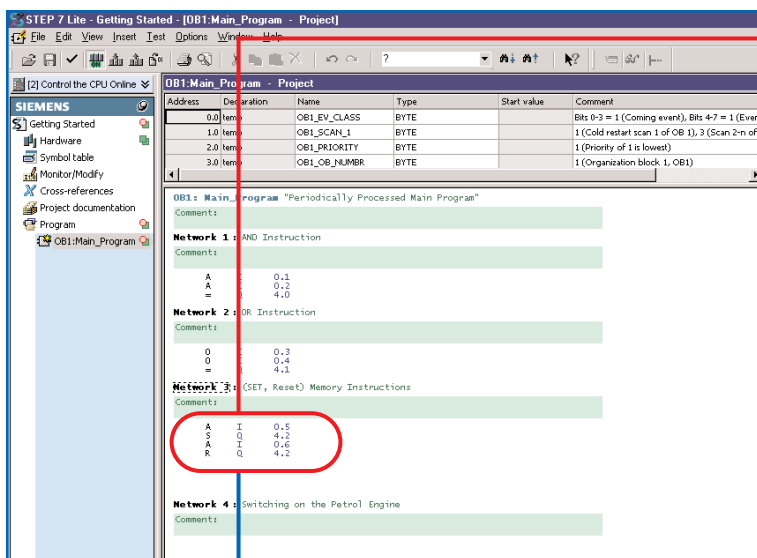 STEP 7 Lite - Getting Started - [OB1:Main_Program - Project]
File Edit View Insert Test Options Window Help
?
[2] Control the CPU Online
SIEMENS
Getting Started
Hardware
Symbol table
Monitor/Modify
Cross-references
Project documentation
Program
OB1:Main_Program
OB1:Main_Program - Project
Address Declaration Name Type Start value Comment
0.0 temp OB1_EV_CLASS BYTE Bits 0-3 = 1 (Coming event), Bits 4-7 = 1 (Even
1.0 temp OB1_SCAN_1 BYTE 1 (Cold restart scan 1 of OB 1), 3 (Scan 2-n of
2.0 temp OB1_PRIORITY BYTE 1 (Priority of 1 is lowest)
3.0 temp OB1_OB_NUMBR BYTE 1 (Organization block 1, OB1)
OB1: Main_Program "Periodically Processed Main Program"
Comment:
Network 1 : AND Instruction
Comment:
A I 0.1
A I 0.2
= Q 4.0
Network 2 : OR Instruction
Comment:
O I 0.3
O I 0.4
= Q 4.1
Network 3 : (SET, Reset) Memory Instructions
Comment:
A I 0.5
S Q 4.2
A I 0.6
R Q 4.2
Network 4 : Switching on the Petrol Engine
Comment: